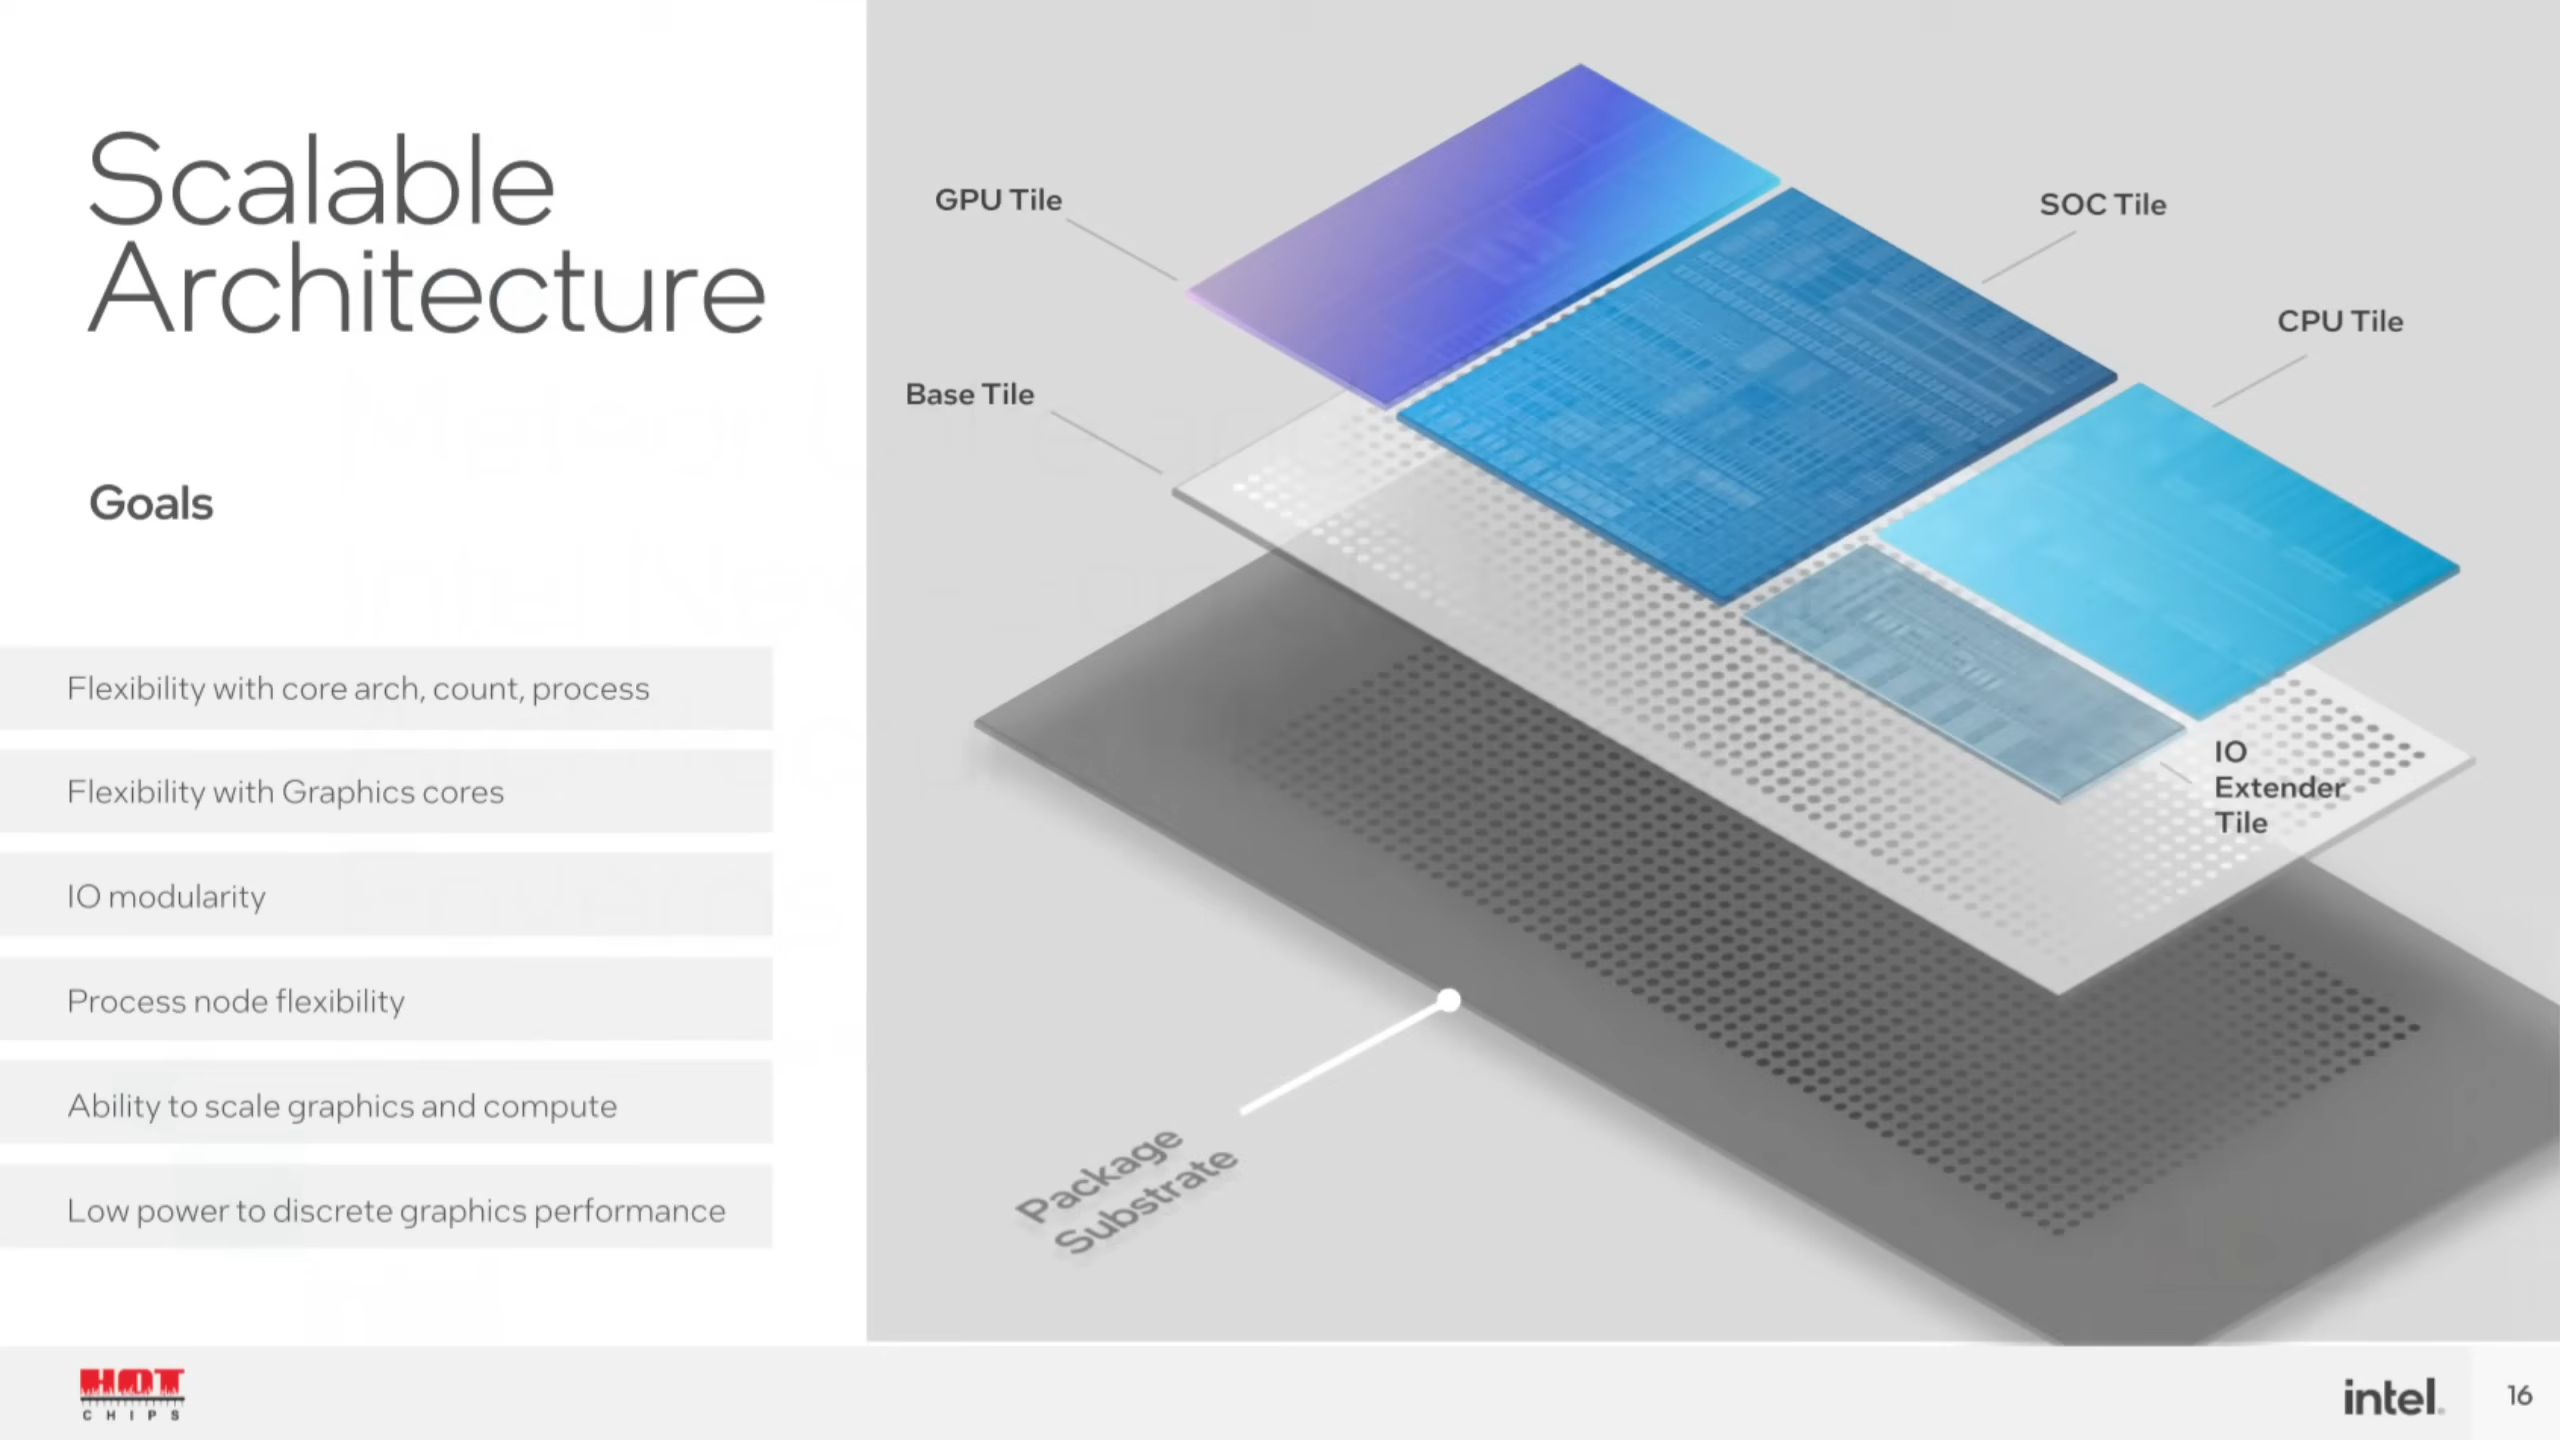 Scalable
Architecture
Goals
Flexibility with core arch, count, process
Flexibility with Graphics cores
IO modularity
Process node flexibility
Ability to scale graphics and compute
Low power to discrete graphics performance
GPU Tile
SOC Tile
CPU Tile
Base Tile
IO
Extender
Tile
Package
Substrate
HOT
CHIPS
intel.
16